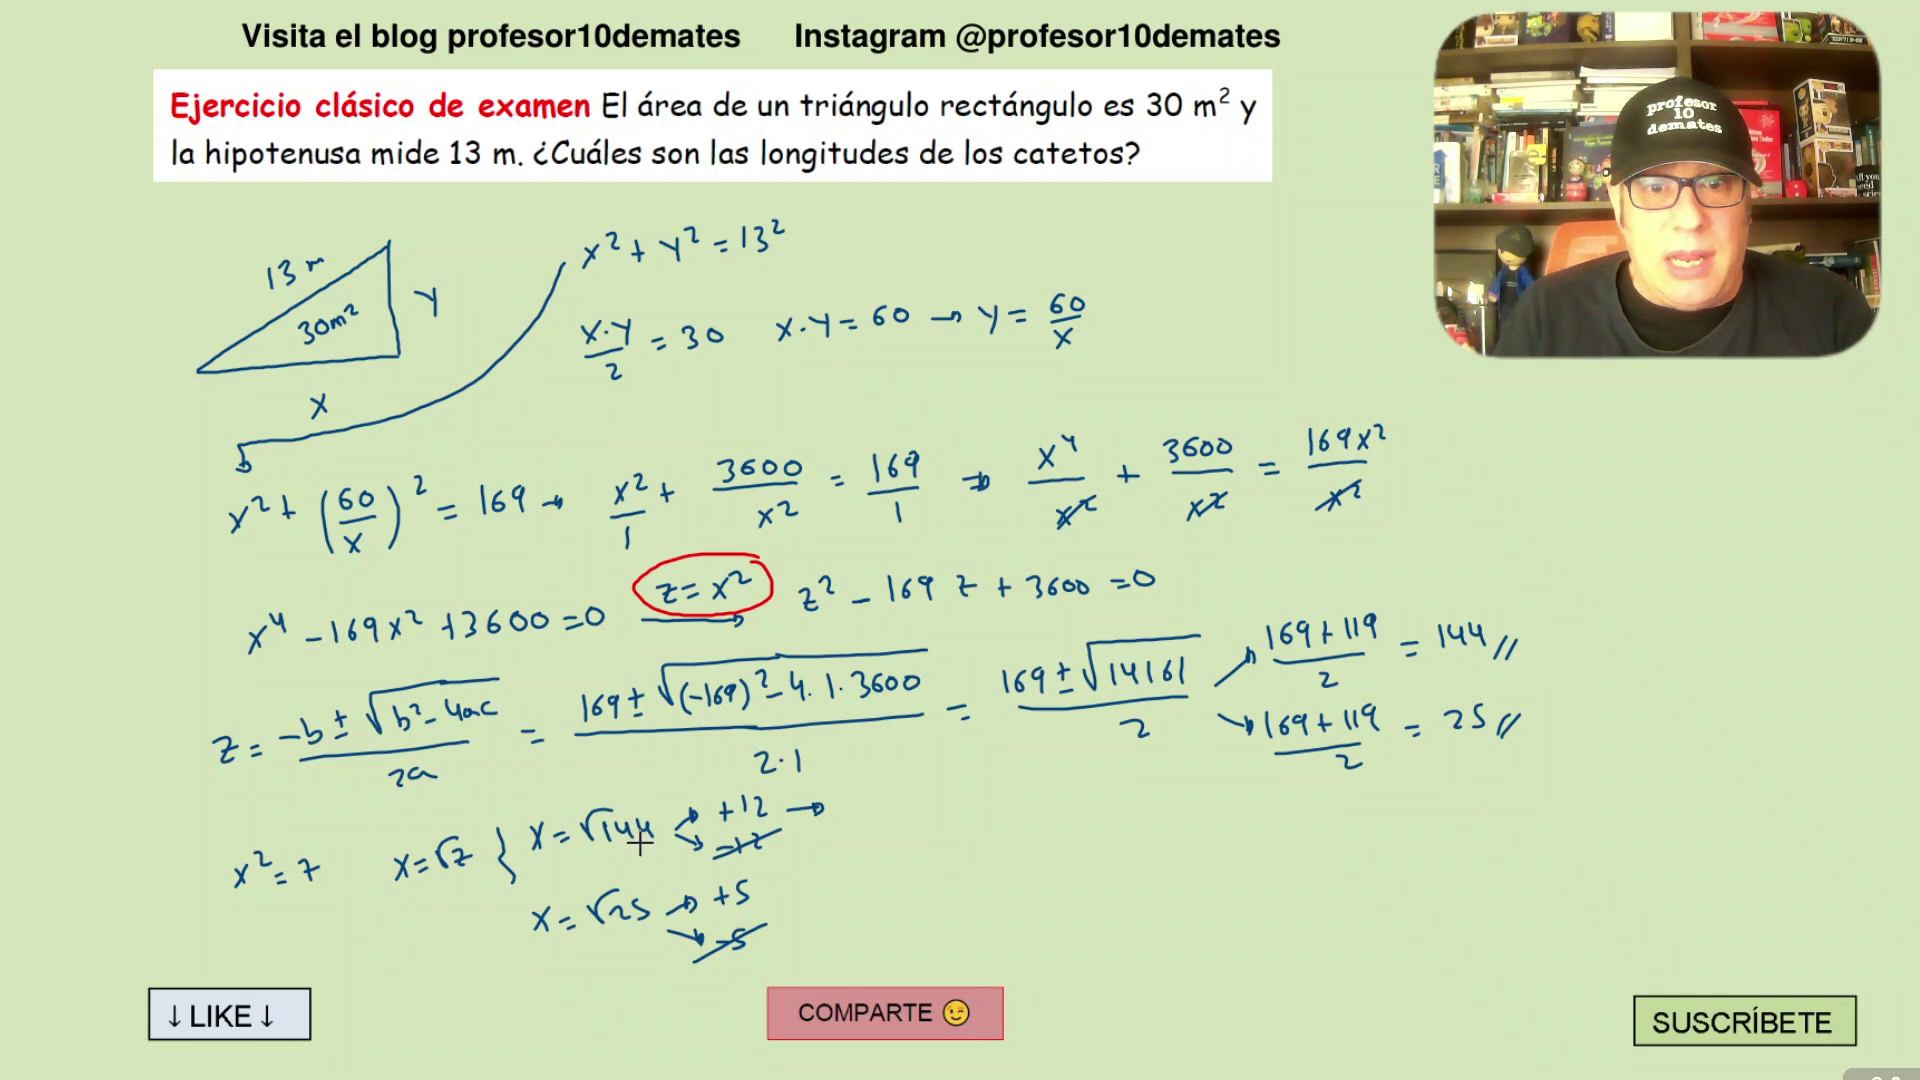 Visita el blog profesor10demates Instagram @profesor10demates
Ejercicio clásico de examen El área de un triángulo rectángulo es 30 m² y
la hipotenusa mide 13 m. ¿Cuáles son las longitudes de los catetos?
profesor
10
demates
13 m
30m²
y
x
x² + y² = 13²
x·y/2 = 30 x·y = 60 → y = 60/x
x² + (60/x)² = 169 → x²/1 + 3600/x² = 169/1 → x⁴/x² + 3600/x² = 169x²/x²
x⁴ - 169x² + 3600 = 0 z = x² z² - 169z + 3600 = 0
z = -b ± √b² - 4ac/2a = 169 ± √(-169)² - 4·1·3600/2·1 = 169 ± √14161/2
169 + 119/2 = 144 //
169 + 119/2 = 25 //
x² = z x = √z { x = √144 → +12 →
-12
x = √25 → +5
-5
↓ LIKE ↓
COMPARTE 😉
SUSCRÍBETE